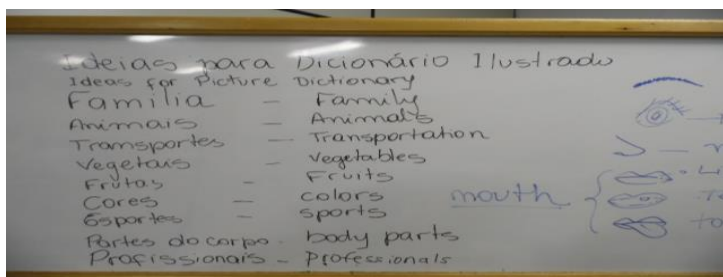 Ideias para Dicionário Ilustrado
Ideas for Picture Dictionary
Familia - Family
Animais - Animals
Transportes - Transportation
Vegetais - Vegetables
Frutas - Fruits
Cores - colors
Esportes - sports
Partes do corpo - body parts
Profissionais - Professionals
mouth